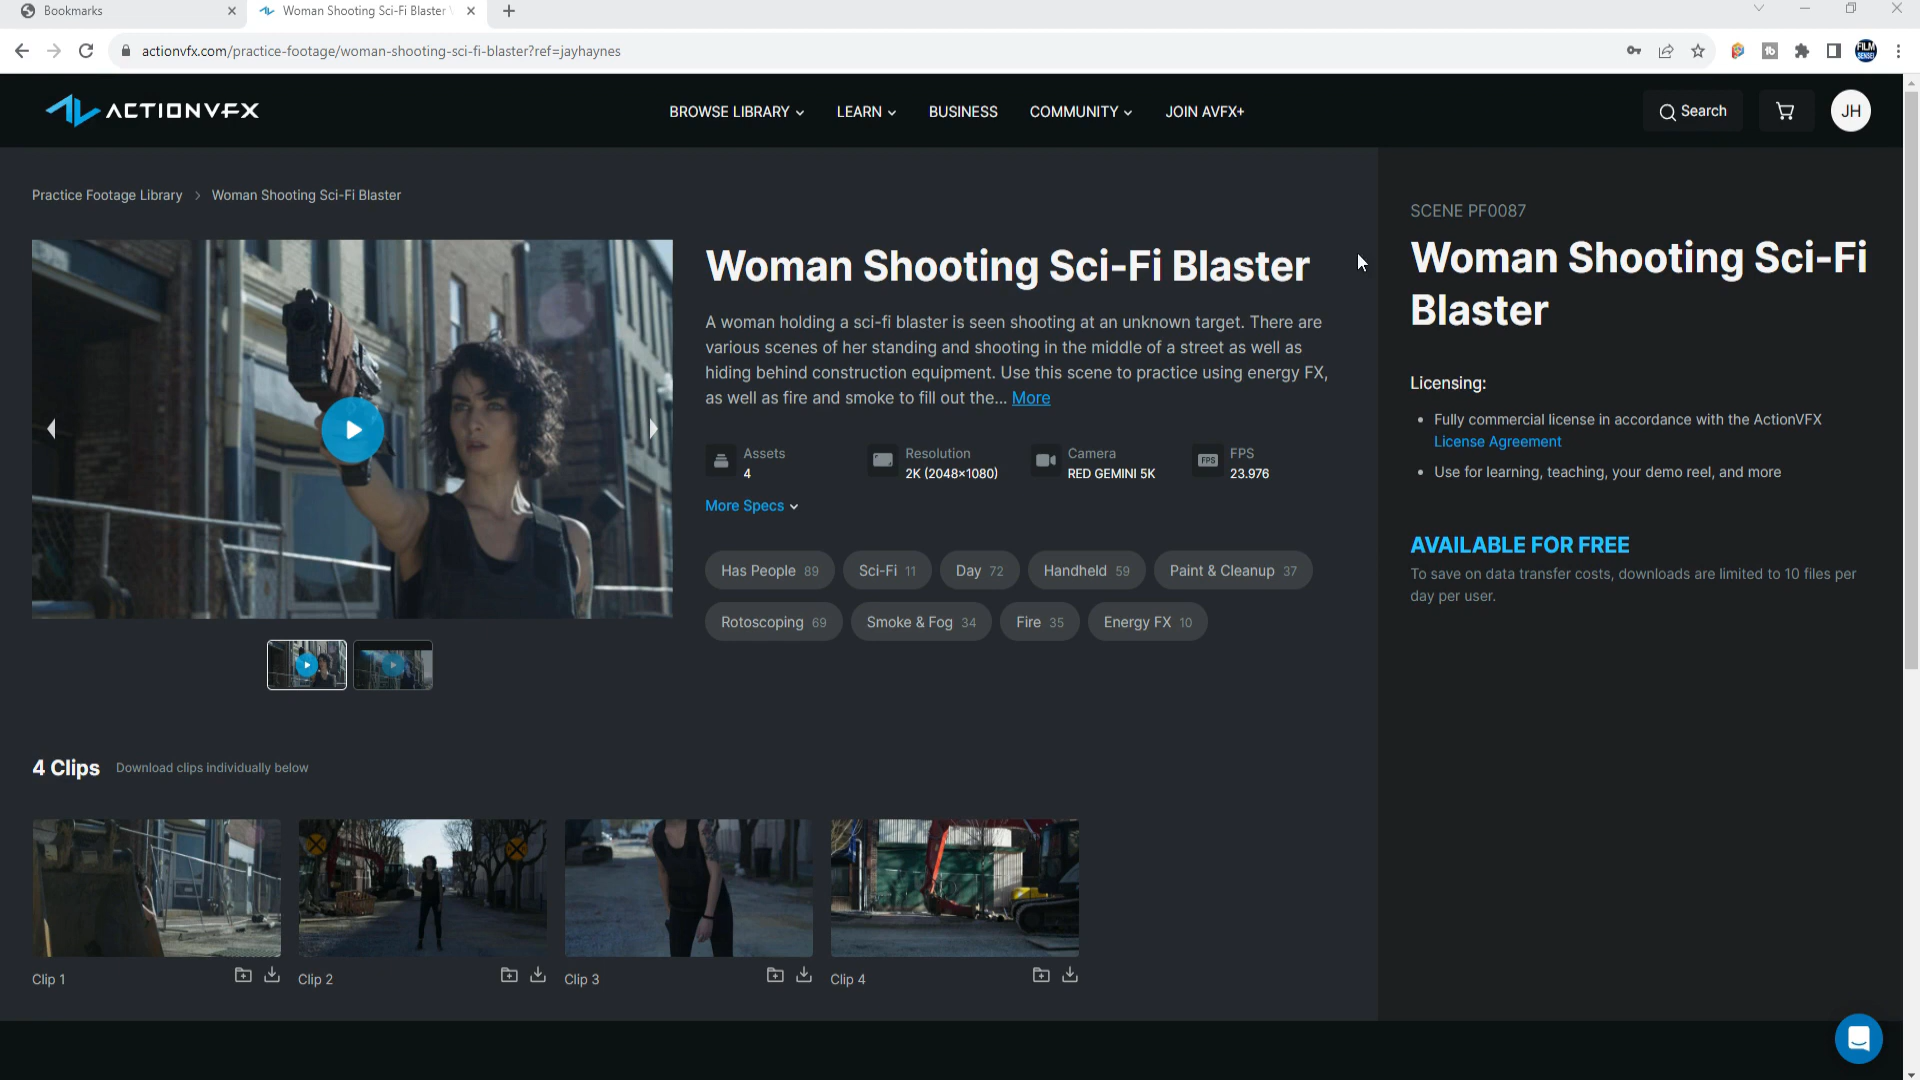 Bookmarks
Woman Shooting Sci-Fi Blaster
actionvfx.com/practice-footage/woman-shooting-sci-fi-blaster?ref=jayhaynes
FILM
SENSEI
ACTIONVFX
BROWSE LIBRARY
LEARN
BUSINESS
COMMUNITY
JOIN AVFX+
Search
JH
Practice Footage Library > Woman Shooting Sci-Fi Blaster
Woman Shooting Sci-Fi Blaster
A woman holding a sci-fi blaster is seen shooting at an unknown target. There are
various scenes of her standing and shooting in the middle of a street as well as
hiding behind construction equipment. Use this scene to practice using energy FX,
as well as fire and smoke to fill out the... More
Assets
4
Resolution
2K (2048×1080)
Camera
RED GEMINI 5K
FPS
FPS
23.976
More Specs
Has People 89
Sci-Fi 11
Day 72
Handheld 59
Paint & Cleanup 37
Rotoscoping 69
Smoke & Fog 34
Fire 35
Energy FX 10
SCENE PF0087
Woman Shooting Sci-Fi
Blaster
Licensing:
• Fully commercial license in accordance with the ActionVFX
License Agreement
• Use for learning, teaching, your demo reel, and more
AVAILABLE FOR FREE
To save on data transfer costs, downloads are limited to 10 files per
day per user.
4 Clips
Download clips individually below
Clip 1
Clip 2
Clip 3
Clip 4